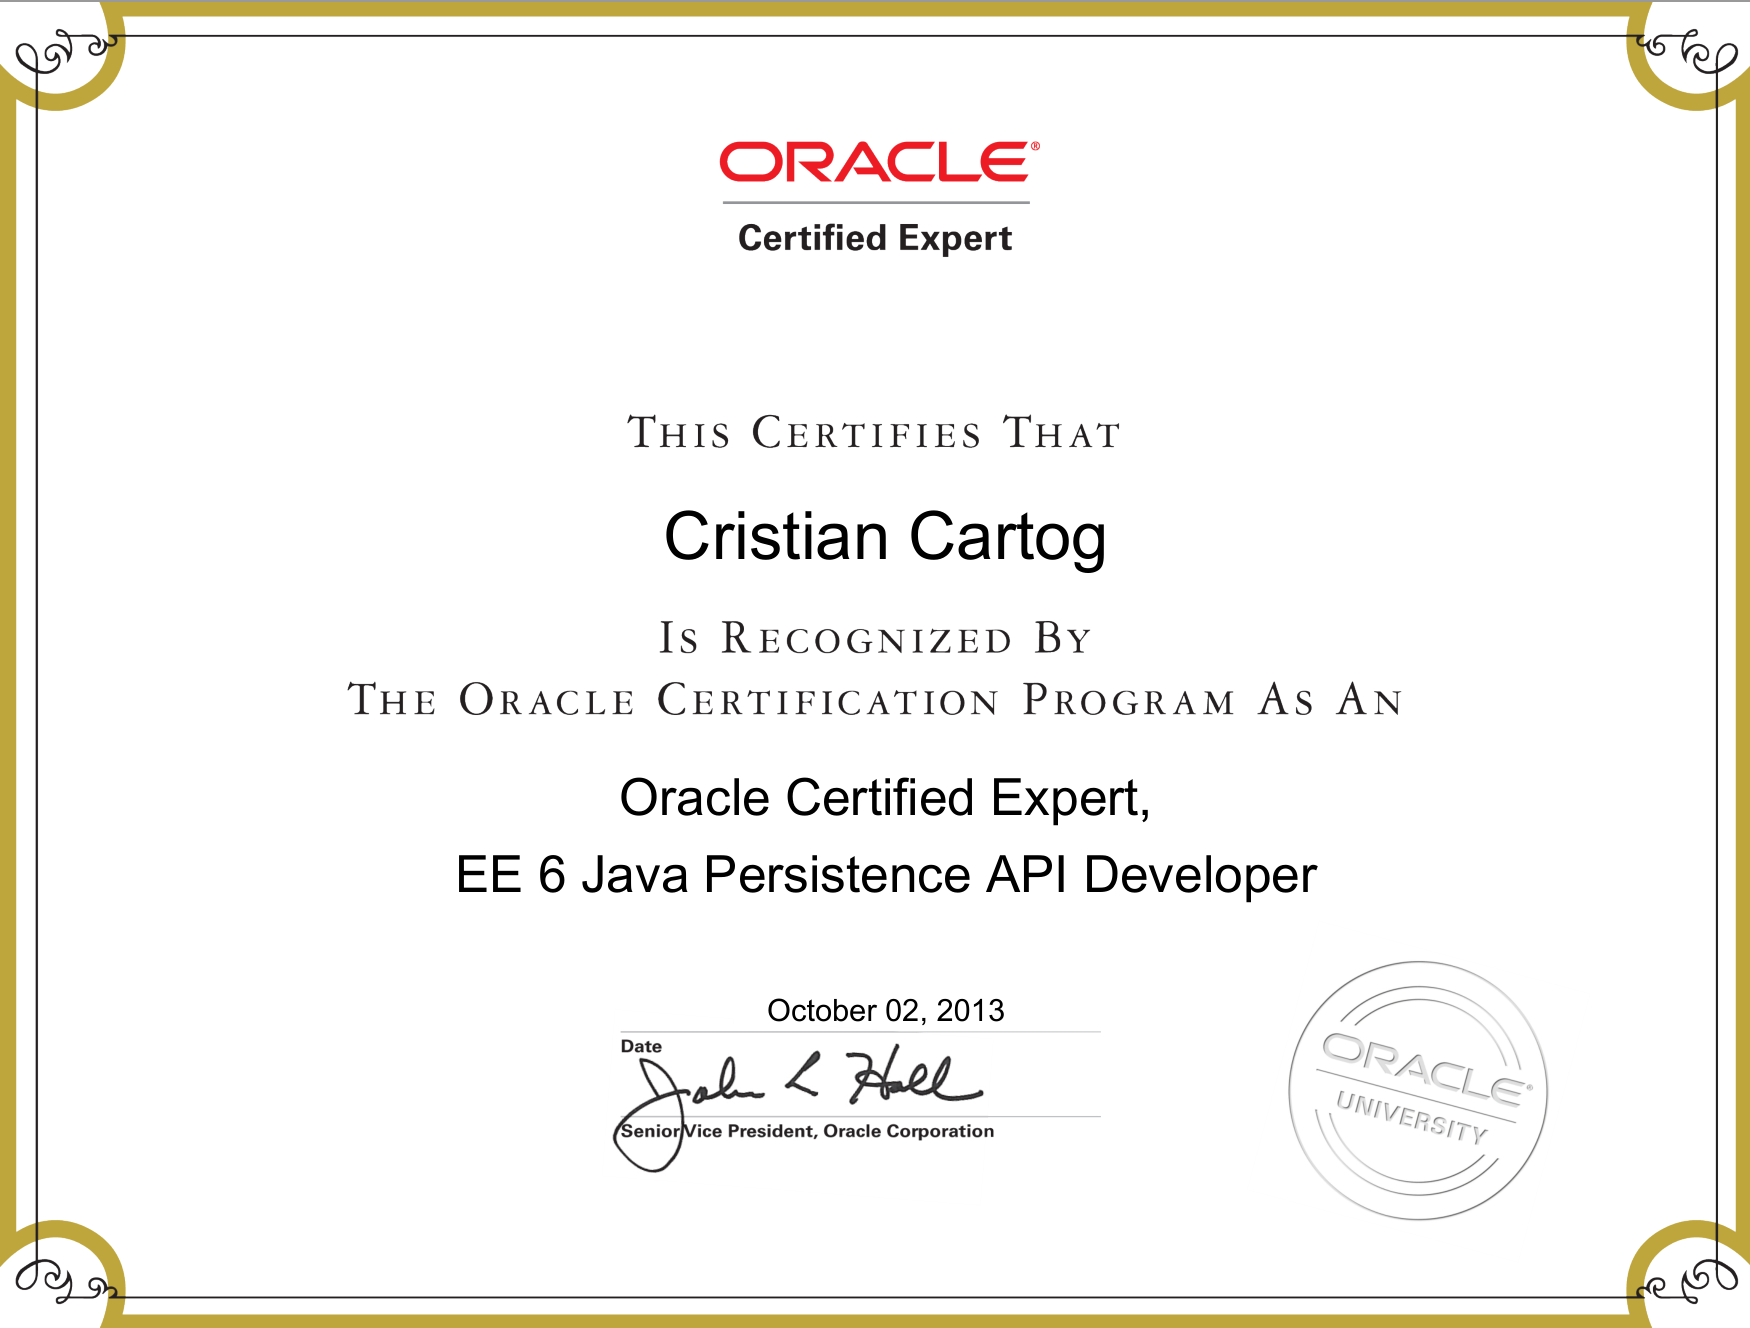 ORACLE®
Certified Expert
THIS CERTIFIES THAT
Cristian Cartog
IS RECOGNIZED BY
THE ORACLE CERTIFICATION PROGRAM AS AN
Oracle Certified Expert,
EE 6 Java Persistence API Developer
October 02, 2013
Date
John L Hall
Senior Vice President, Oracle Corporation
ORACLE®
UNIVERSITY